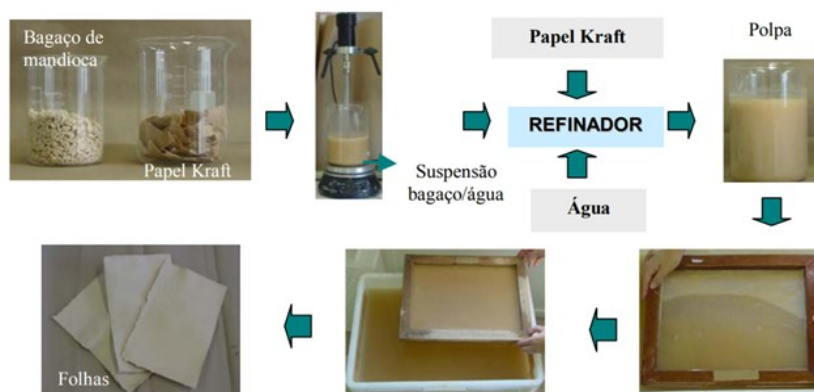 Bagaço de
mandioca
Papel Kraft
Suspensão
bagaço/água
Papel Kraft
REFINADOR
Água
Polpa
Folhas